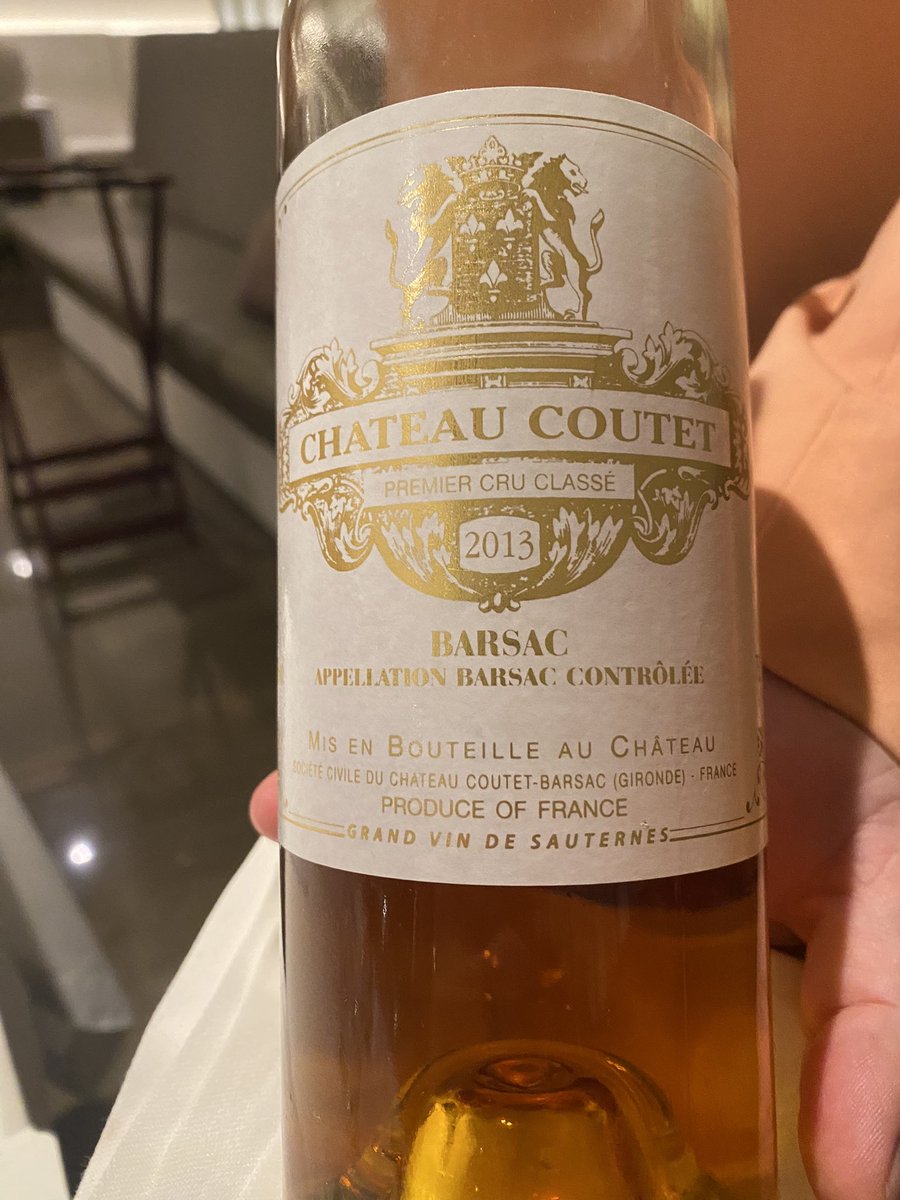 CHATEAU COUTET
PREMIER CRU CLASSÉ
2013
BARSAC
APPELLATION BARSAC CONTRÔLÉE
MIS EN BOUTEILLE AU CHÂTEAU
SOCIÉTÉ CIVILE DU CHATEAU COUTET-BARSAC (GIRONDE) - FRANCE
PRODUCE OF FRANCE
GRAND VIN DE SAUTERNES